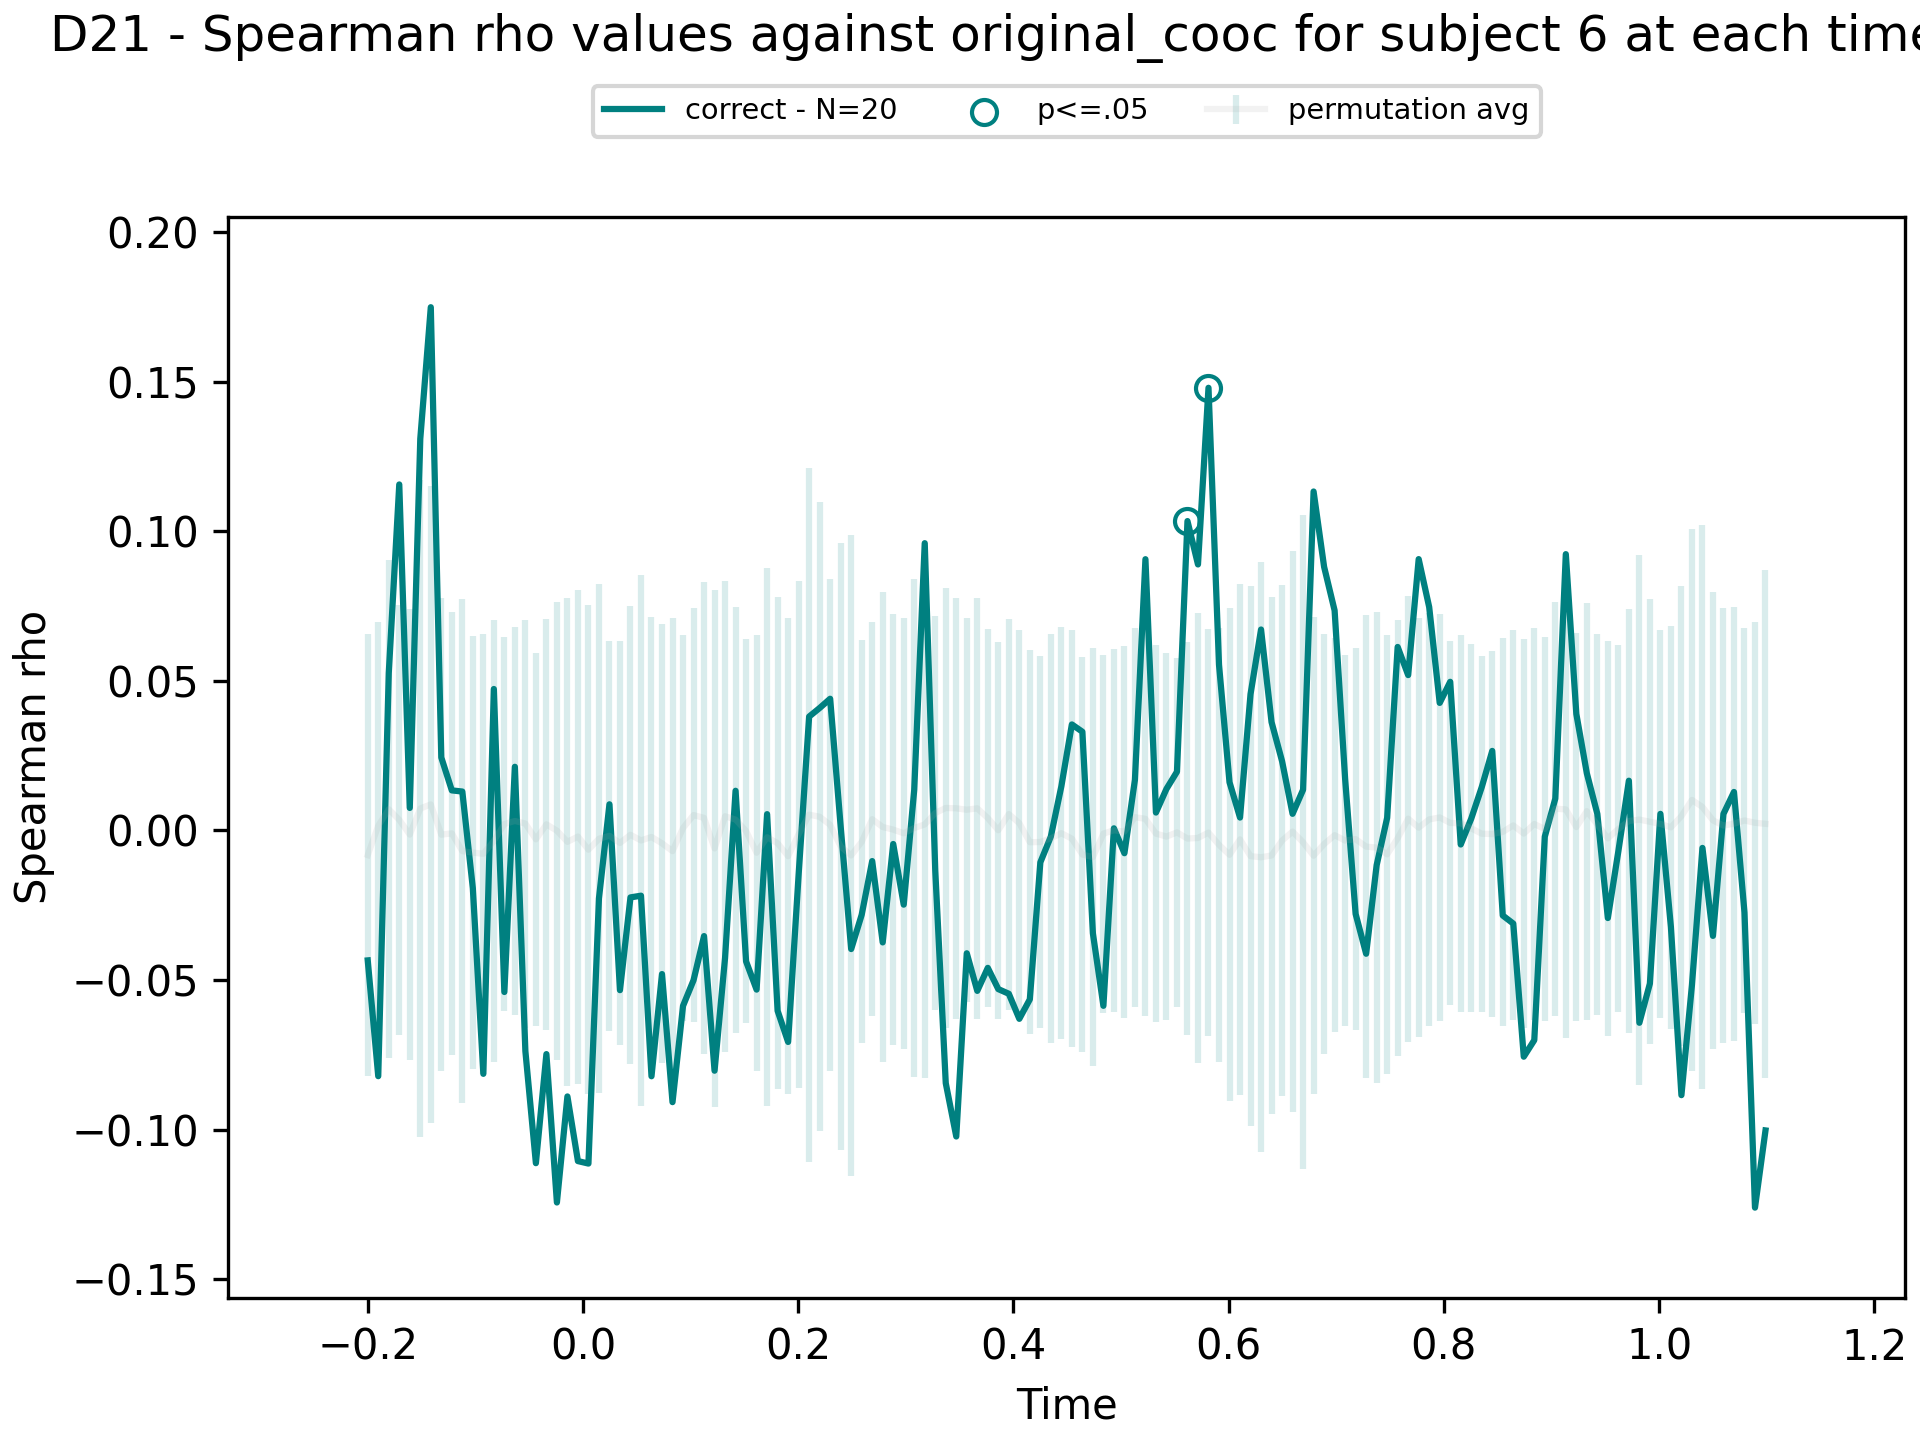 D21 - Spearman rho values against original_cooc for subject 6 at each time
correct - N=20 p<=.05 permutation avg
0.20
0.15
0.10
0.05
0.00
−0.05
−0.10
−0.15
Spearman rho
−0.2 0.0 0.2 0.4 0.6 0.8 1.0 1.2
Time